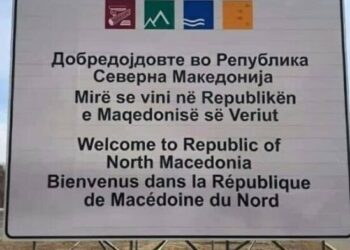 Добредојдовте во Република
Северна Македонија
Mirë se vini në Republikën
e Maqedonisë së Veriut
Welcome to Republic of
North Macedonia
Bienvenus dans la République
de Macédoine du Nord